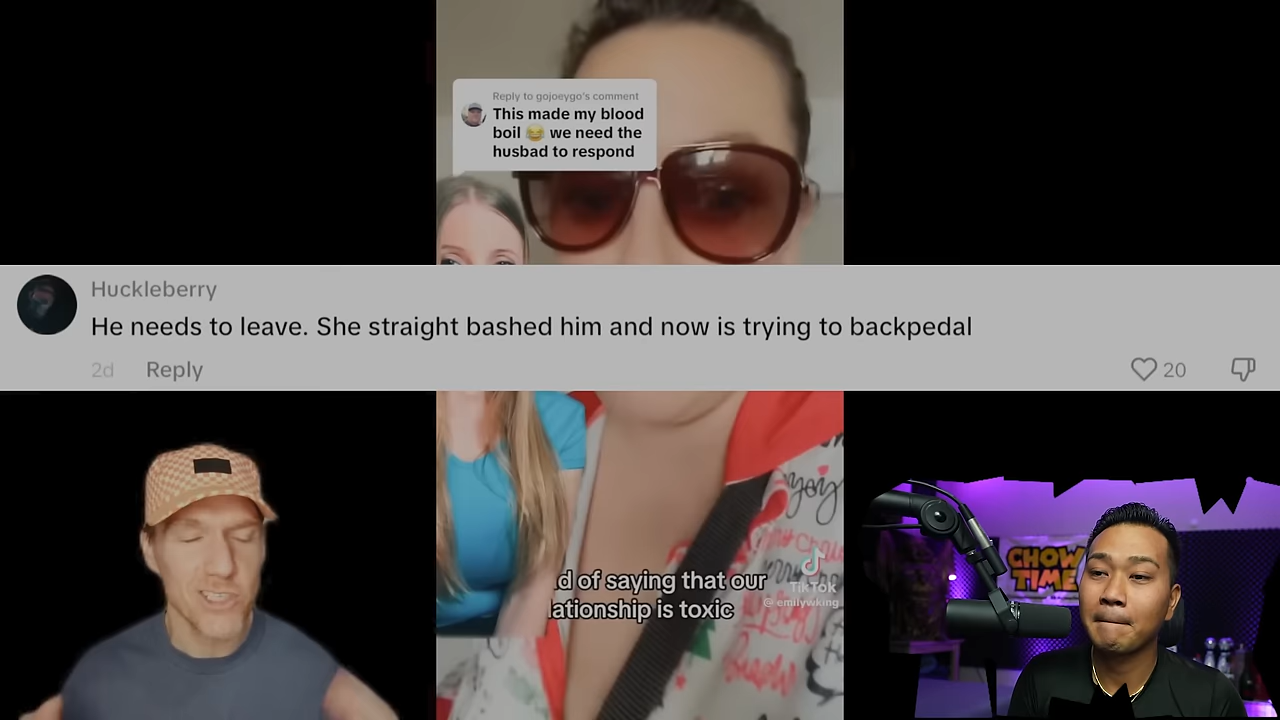 Reply to gojoeygo's comment
This made my blood
boil 😂 we need the
husbad to respond
Huckleberry
He needs to leave. She straight bashed him and now is trying to backpedal
2d Reply
20
CHOW
TIME
d of saying that our
ationship is toxic
TikTok
@emilywking